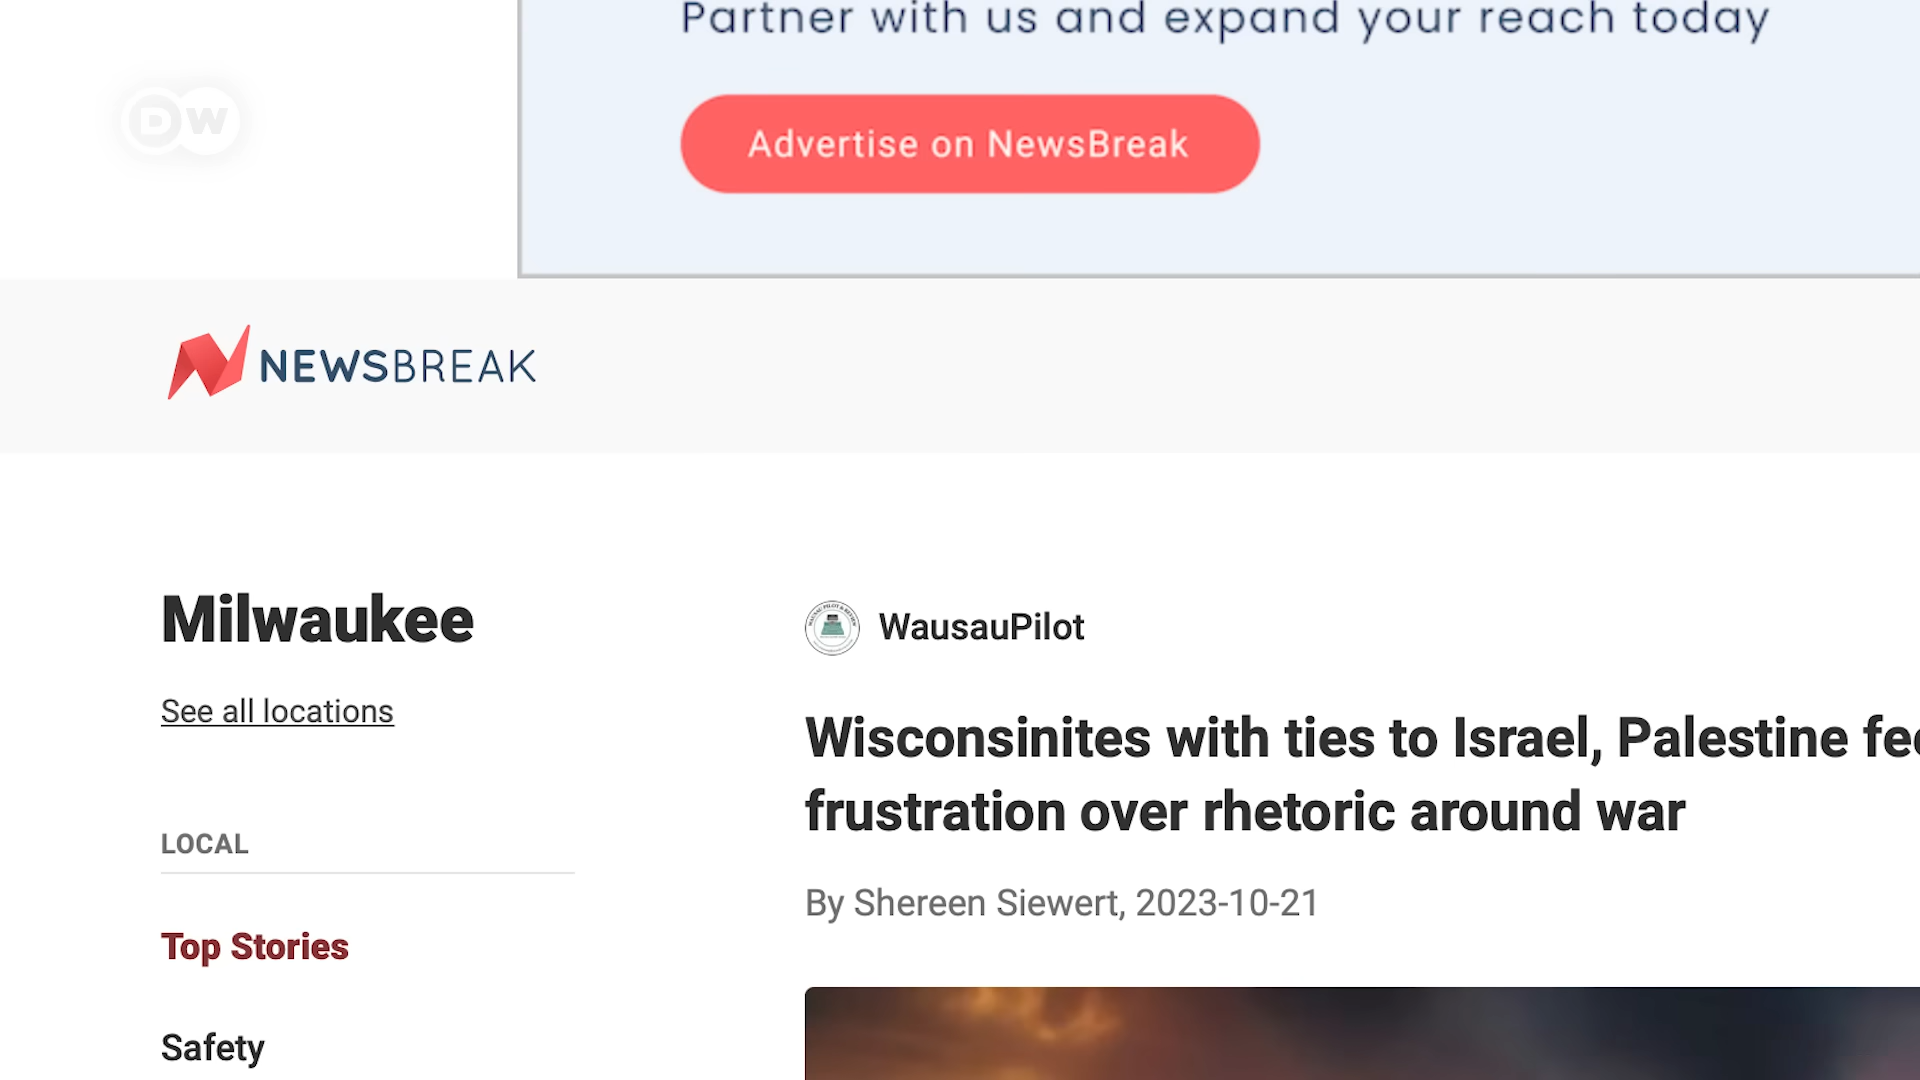 Partner with us and expand your reach today
DW
Advertise on NewsBreak
NEWSBREAK
Milwaukee
See all locations
LOCAL
Top Stories
Safety
WausauPilot
Wisconsinites with ties to Israel, Palestine
frustration over rhetoric around war
By Shereen Siewert, 2023-10-21